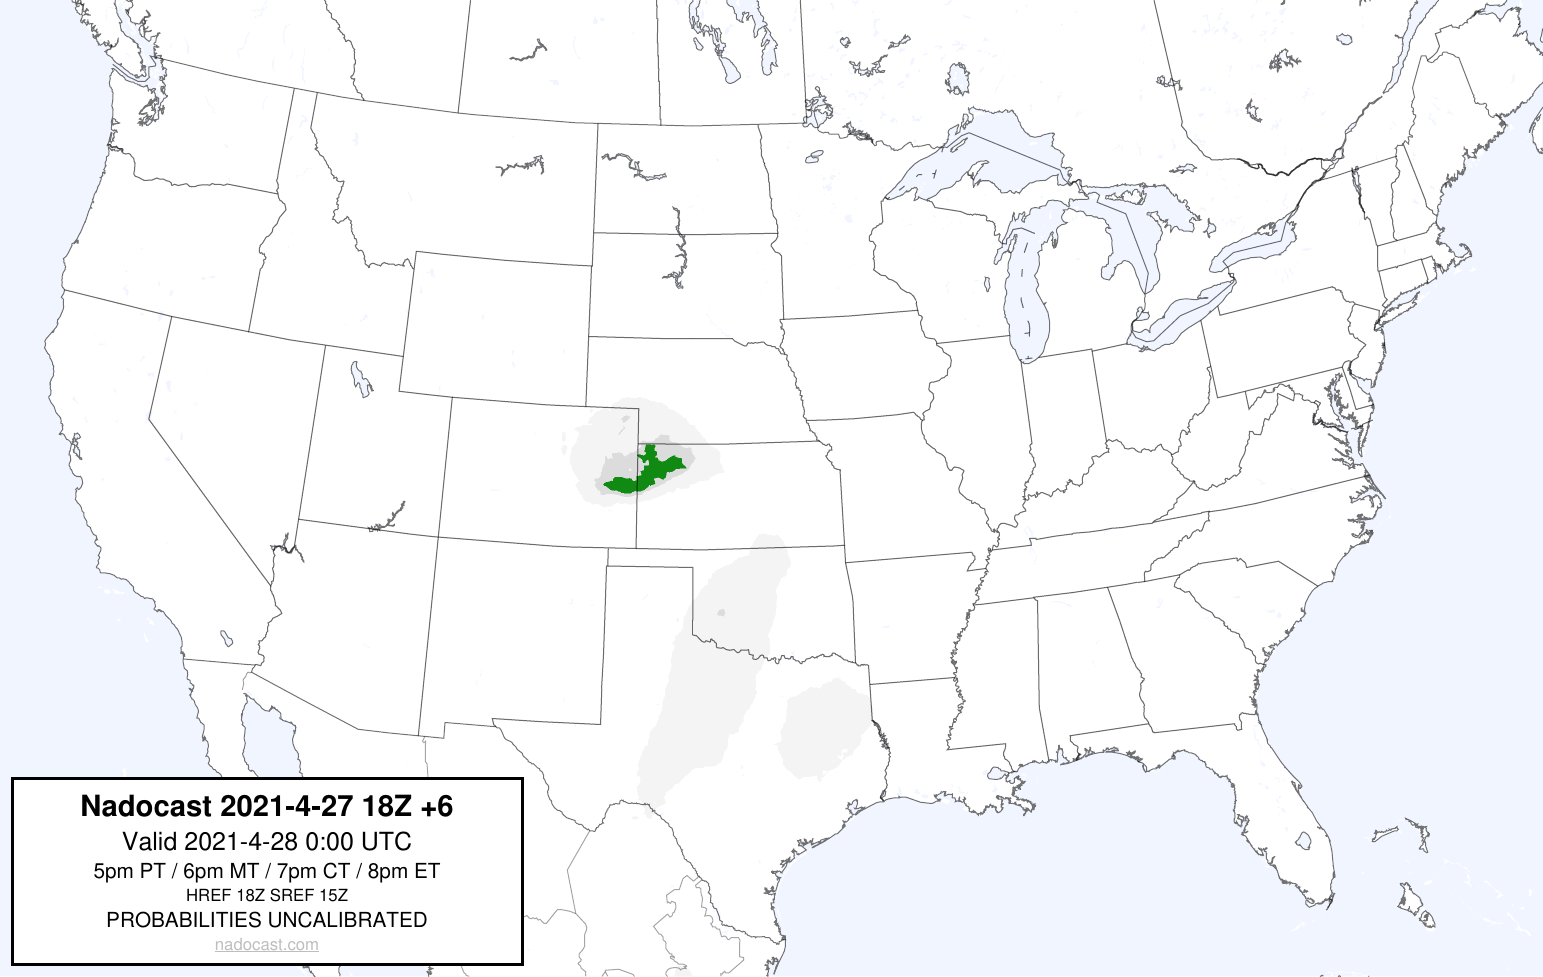 Nadocast 2021-4-27 18Z +6
Valid 2021-4-28 0:00 UTC
5pm PT / 6pm MT / 7pm CT / 8pm ET
HREF 18Z SREF 15Z
PROBABILITIES UNCALIBRATED
nadocast.com